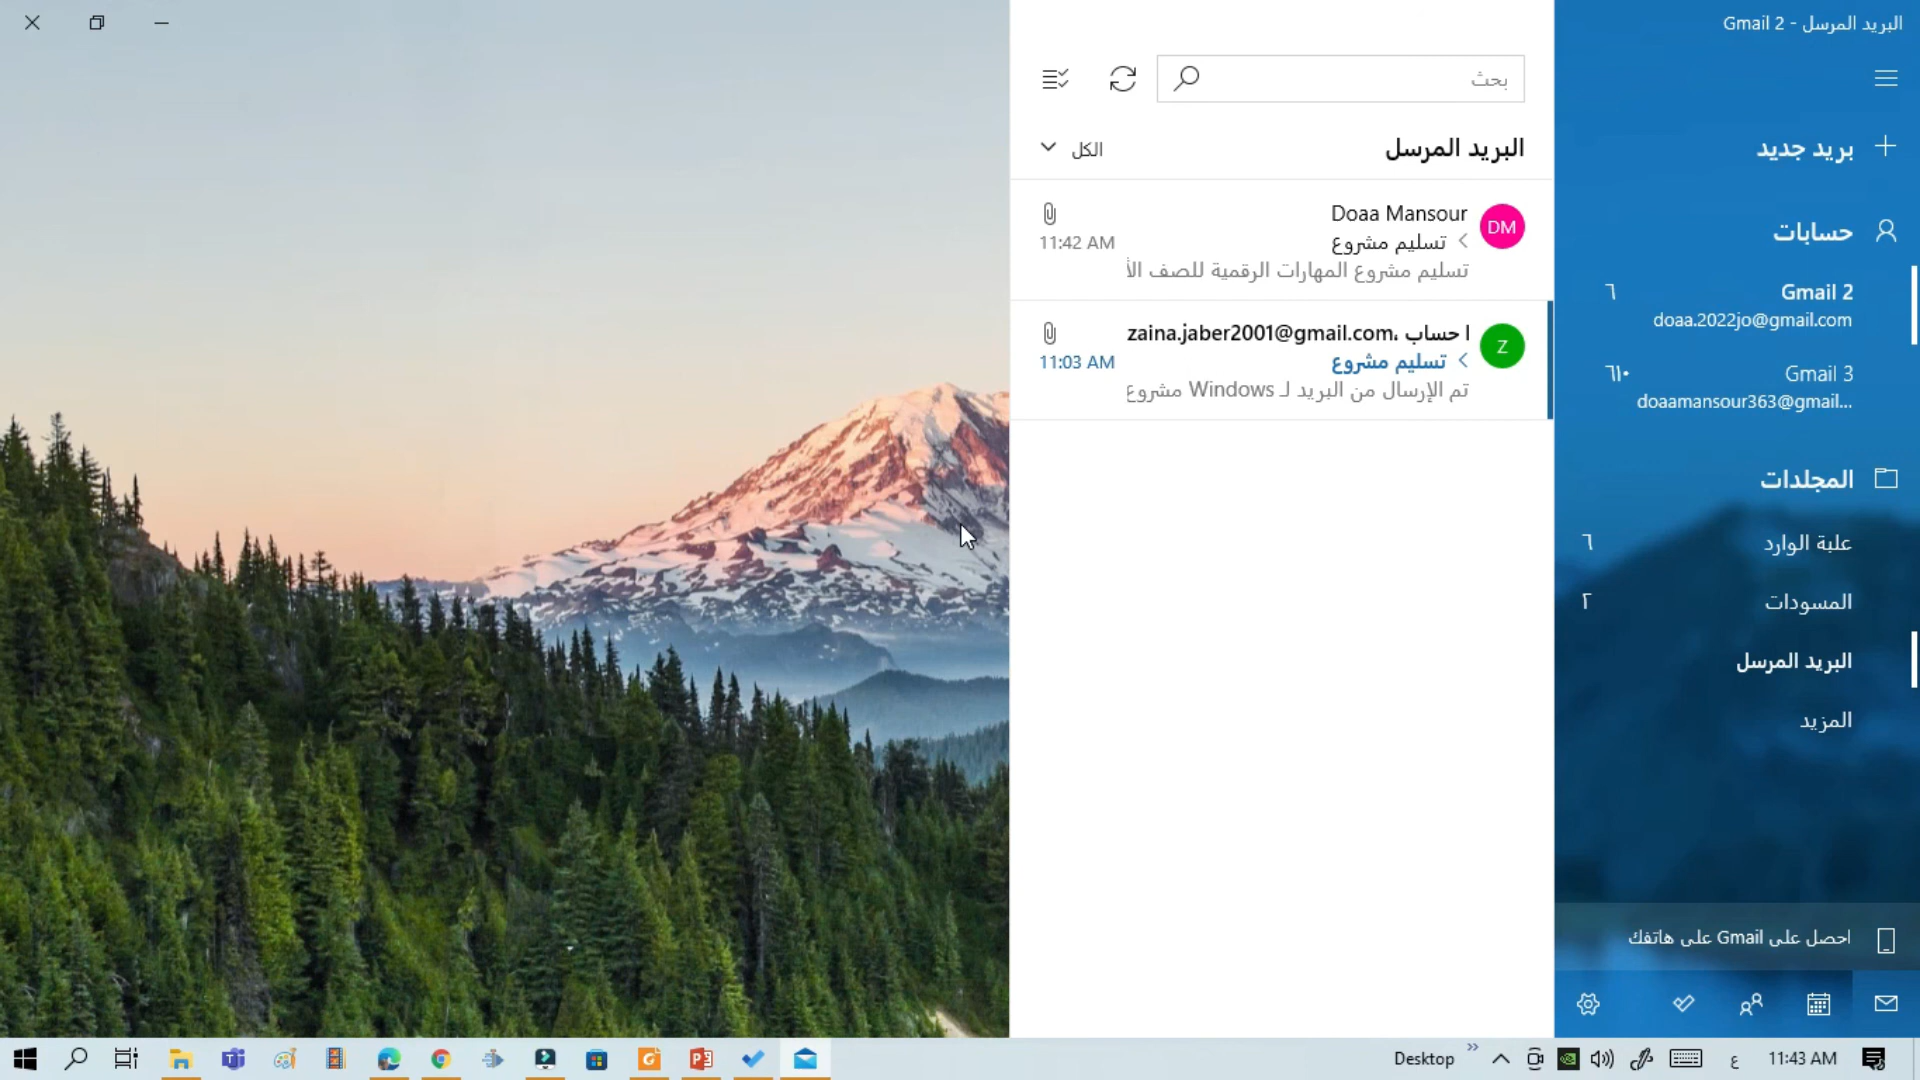 البريد المرسل - Gmail 2
بريد جديد
حسابات
Gmail 2
٦
doaa.2022jo@gmail.com
Gmail 3
٦١٠
doaamansour363@gmail...
المجلدات
علبة الوارد
٦
المسودات
٢
البريد المرسل
المزيد
احصل على Gmail على هاتفك
بحث
البريد المرسل
الكل
DM
Doaa Mansour
تسليم مشروع
11:42 AM
تسليم مشروع المهارات الرقمية للصف الأ
Z
ا حساب ،zaina.jaber2001@gmail.com
تسليم مشروع
11:03 AM
تم الإرسال من البريد لـ Windows مشروع
Desktop
ع
11:43 AM